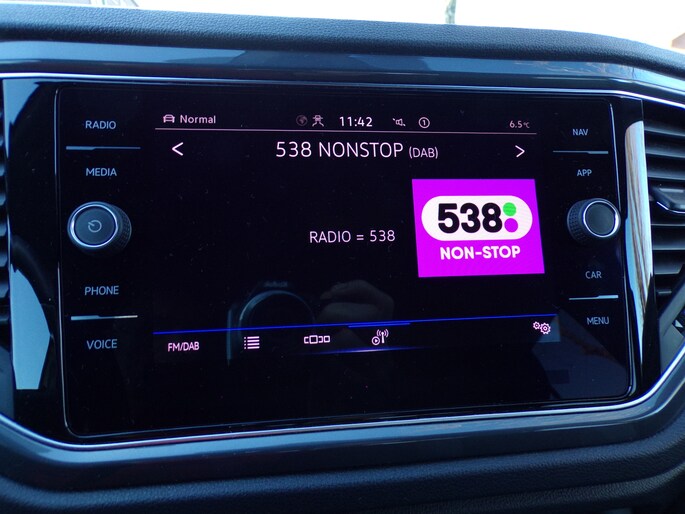 RADIO
MEDIA
PHONE
VOICE
Normal
11:42
1
6.5°C
< 538 NONSTOP (DAB) >
RADIO = 538
538
NON-STOP
FM/DAB
NAV
APP
CAR
MENU